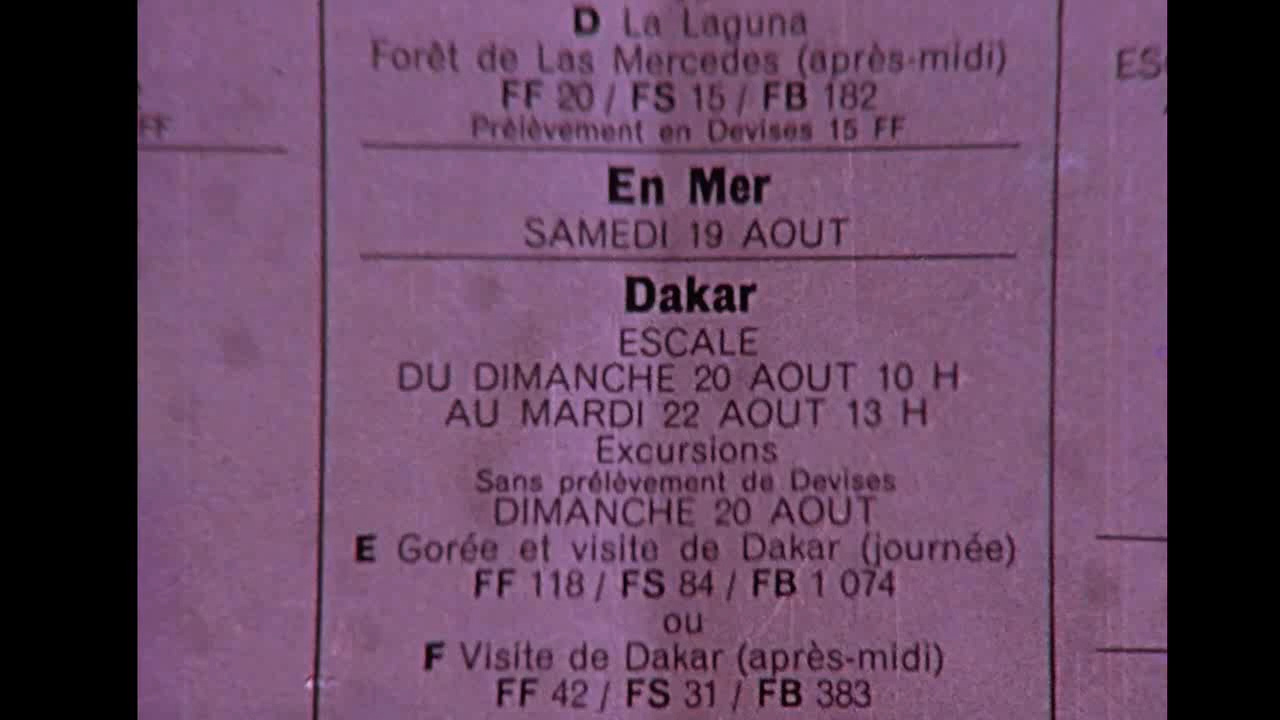 D La Laguna
Forêt de Las Mercedes (après-midi)
FF 20 / FS 15 / FB 182
Prélèvement en Devises 15 FF
En Mer
SAMEDI 19 AOUT
Dakar
ESCALE
DU DIMANCHE 20 AOUT 10 H
AU MARDI 22 AOUT 13 H
Excursions
Sans prélèvement de Devises
DIMANCHE 20 AOUT
E Gorée et visite de Dakar (journée)
FF 118 / FS 84 / FB 1 074
ou
F Visite de Dakar (après-midi)
FF 42 / FS 31 / FB 383
FF